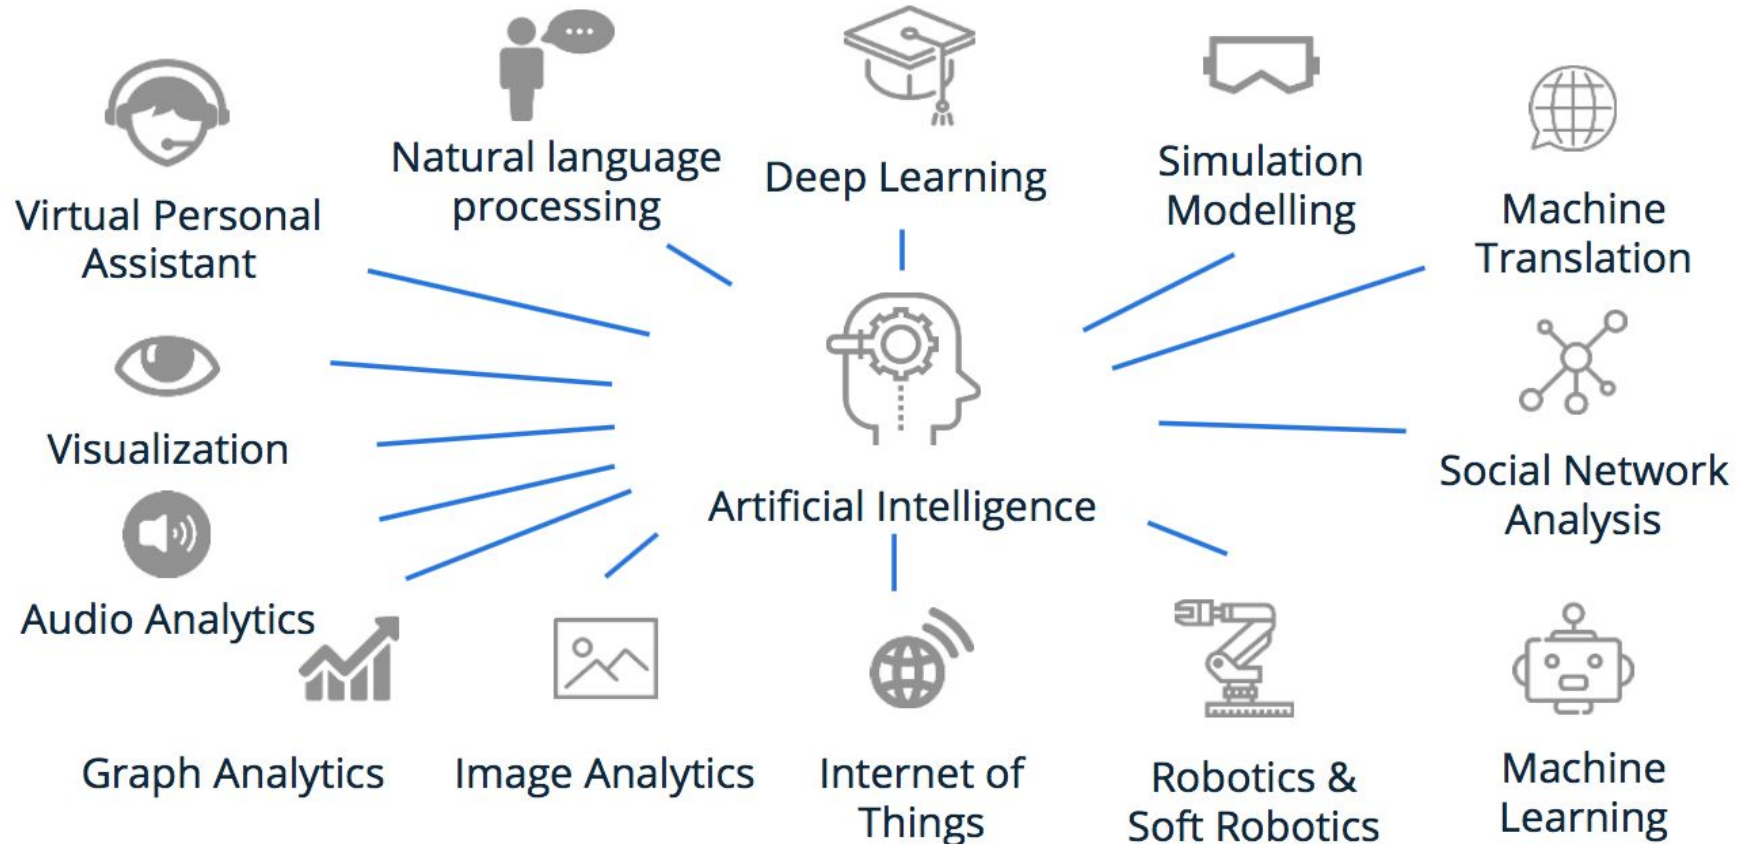 Natural language
processing
Deep Learning
Simulation
Modelling
Machine
Translation
Virtual Personal
Assistant
Visualization
Social Network
Analysis
Artificial Intelligence
Audio Analytics
Graph Analytics
Image Analytics
Internet of
Things
Robotics &
Soft Robotics
Machine
Learning